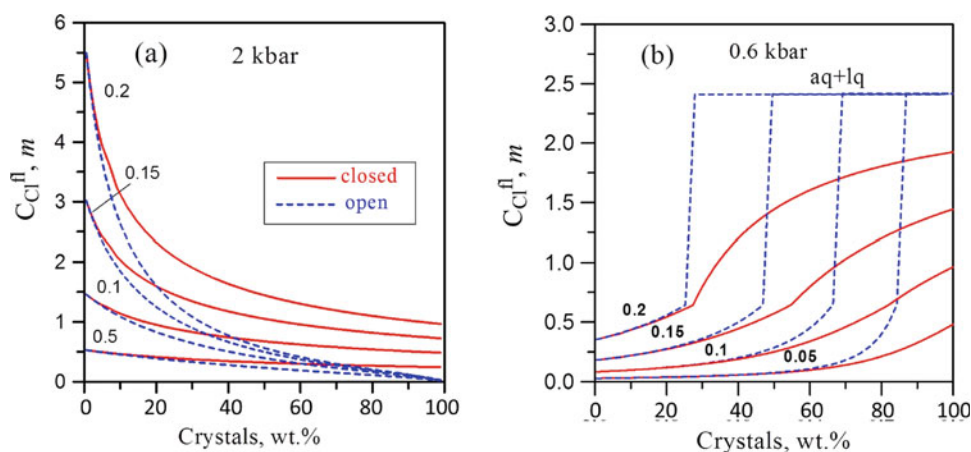 (a)
2 kbar
6
5
4
3
2
1
0
C_Cl^fl, m
0.2
0.15
0.1
0.5
closed
open
0 20 40 60 80 100
Crystals, wt.%
(b)
0.6 kbar
aq+lq
3.0
2.5
2.0
1.5
1.0
0.5
0.0
C_Cl^fl, m
0.2
0.15
0.1
0.05
0 20 40 60 80 100
Crystals, wt.%